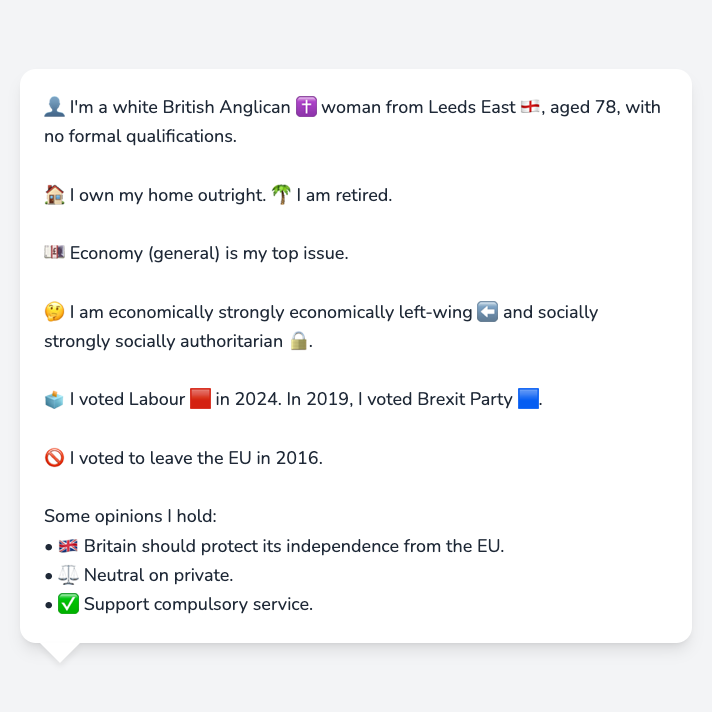 👤 I'm a white British Anglican ✝️ woman from Leeds East 🏴󠁧󠁢󠁥󠁮󠁧󠁿, aged 78, with
no formal qualifications.
🏠 I own my home outright. 🌴 I am retired.
💷 Economy (general) is my top issue.
🤔 I am economically strongly economically left-wing ⬅️ and socially
strongly socially authoritarian 🔒.
🗳️ I voted Labour 🟥 in 2024. In 2019, I voted Brexit Party 🟦.
🚫 I voted to leave the EU in 2016.
Some opinions I hold:
• 🇬🇧 Britain should protect its independence from the EU.
• ⚖️ Neutral on private.
• ✅ Support compulsory service.